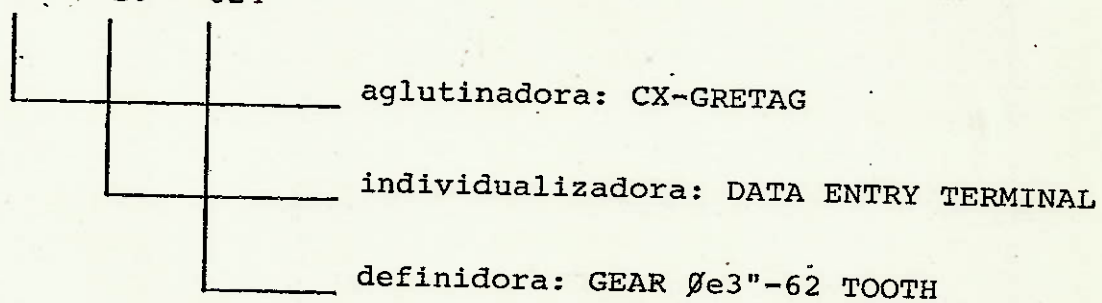 aglutinadora: CX-GRETAG
individualizadora: DATA ENTRY TERMINAL
definidora: GEAR Øe3"-62 TOOTH